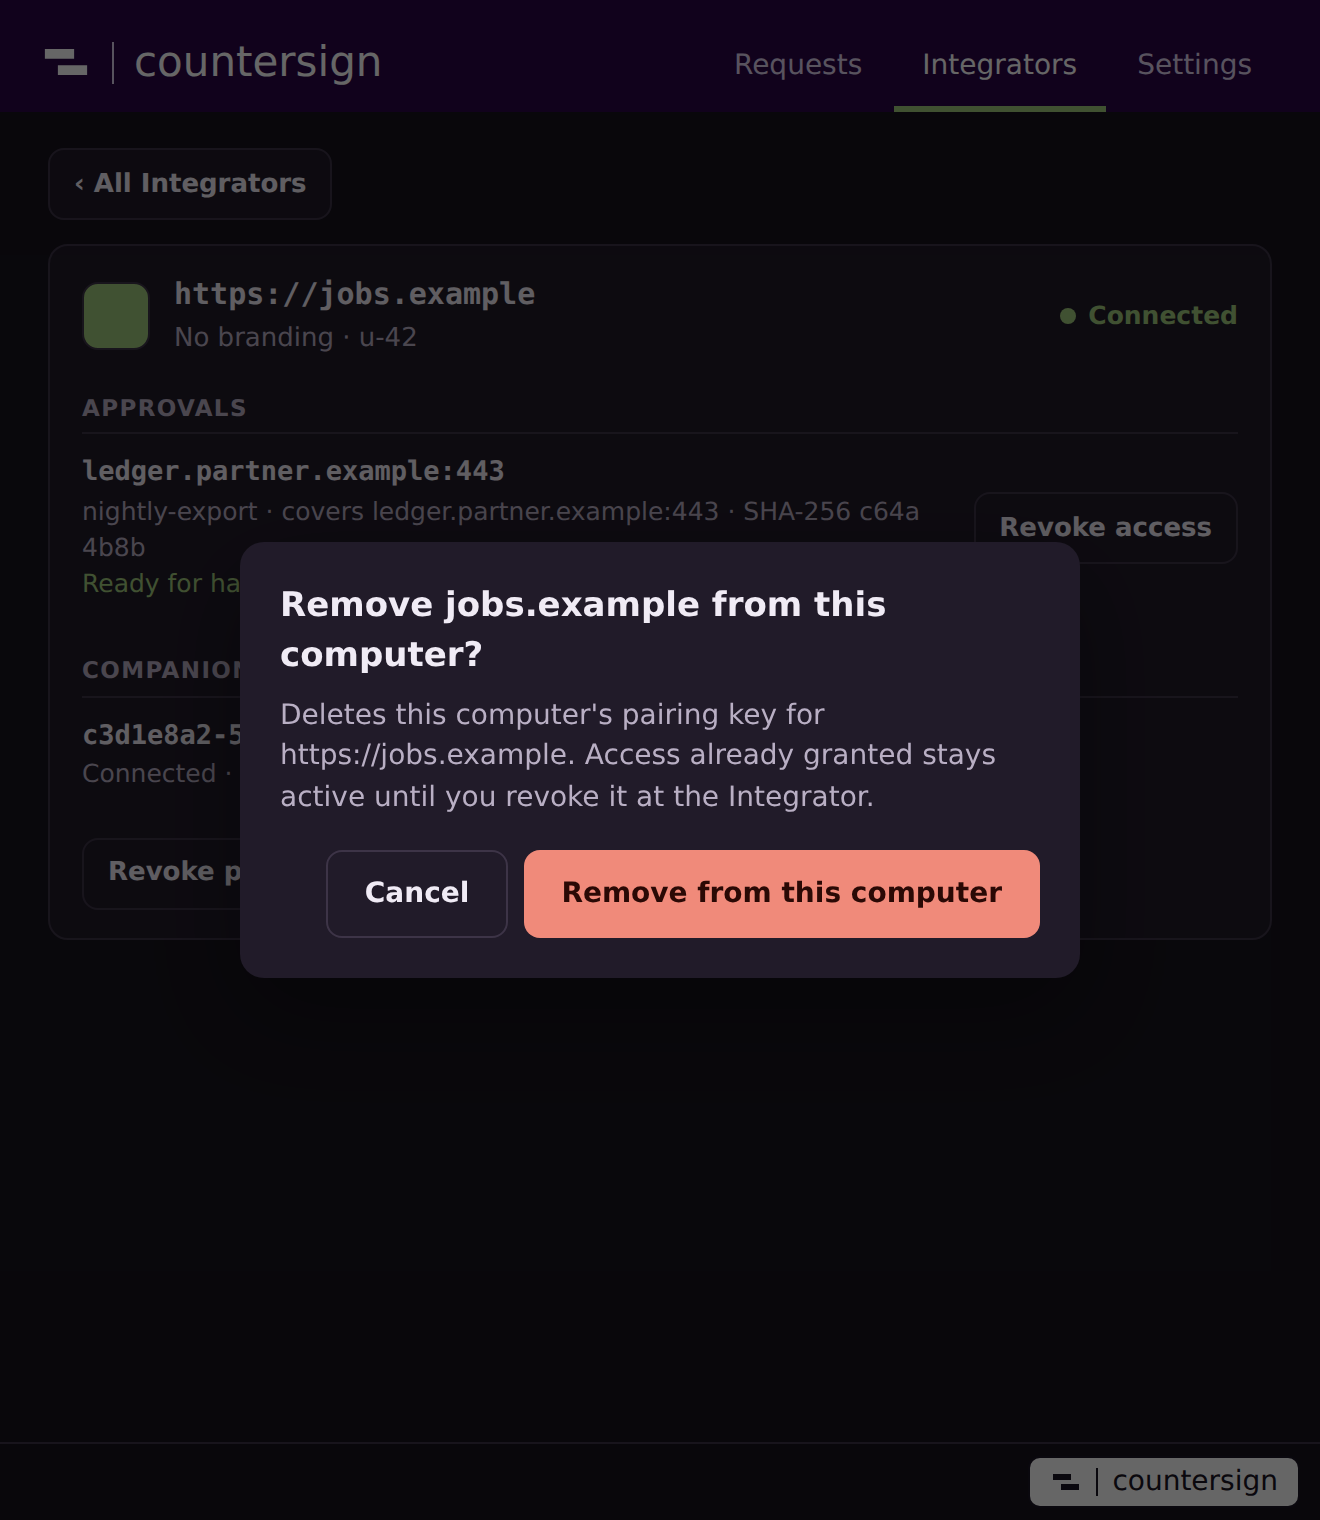 countersign
Requests Integrators Settings
‹ All Integrators
https://jobs.example
No branding · u-42
Connected
APPROVALS
ledger.partner.example:443
nightly-export · covers ledger.partner.example:443 · SHA-256 c64a
4b8b
Revoke access
Ready for
Remove jobs.example from this
computer?
Deletes this computer's pairing key for
https://jobs.example. Access already granted stays
active until you revoke it at the Integrator.
Cancel
Remove from this computer
c3d1e8a2-5
Connected ·
Revoke
countersign